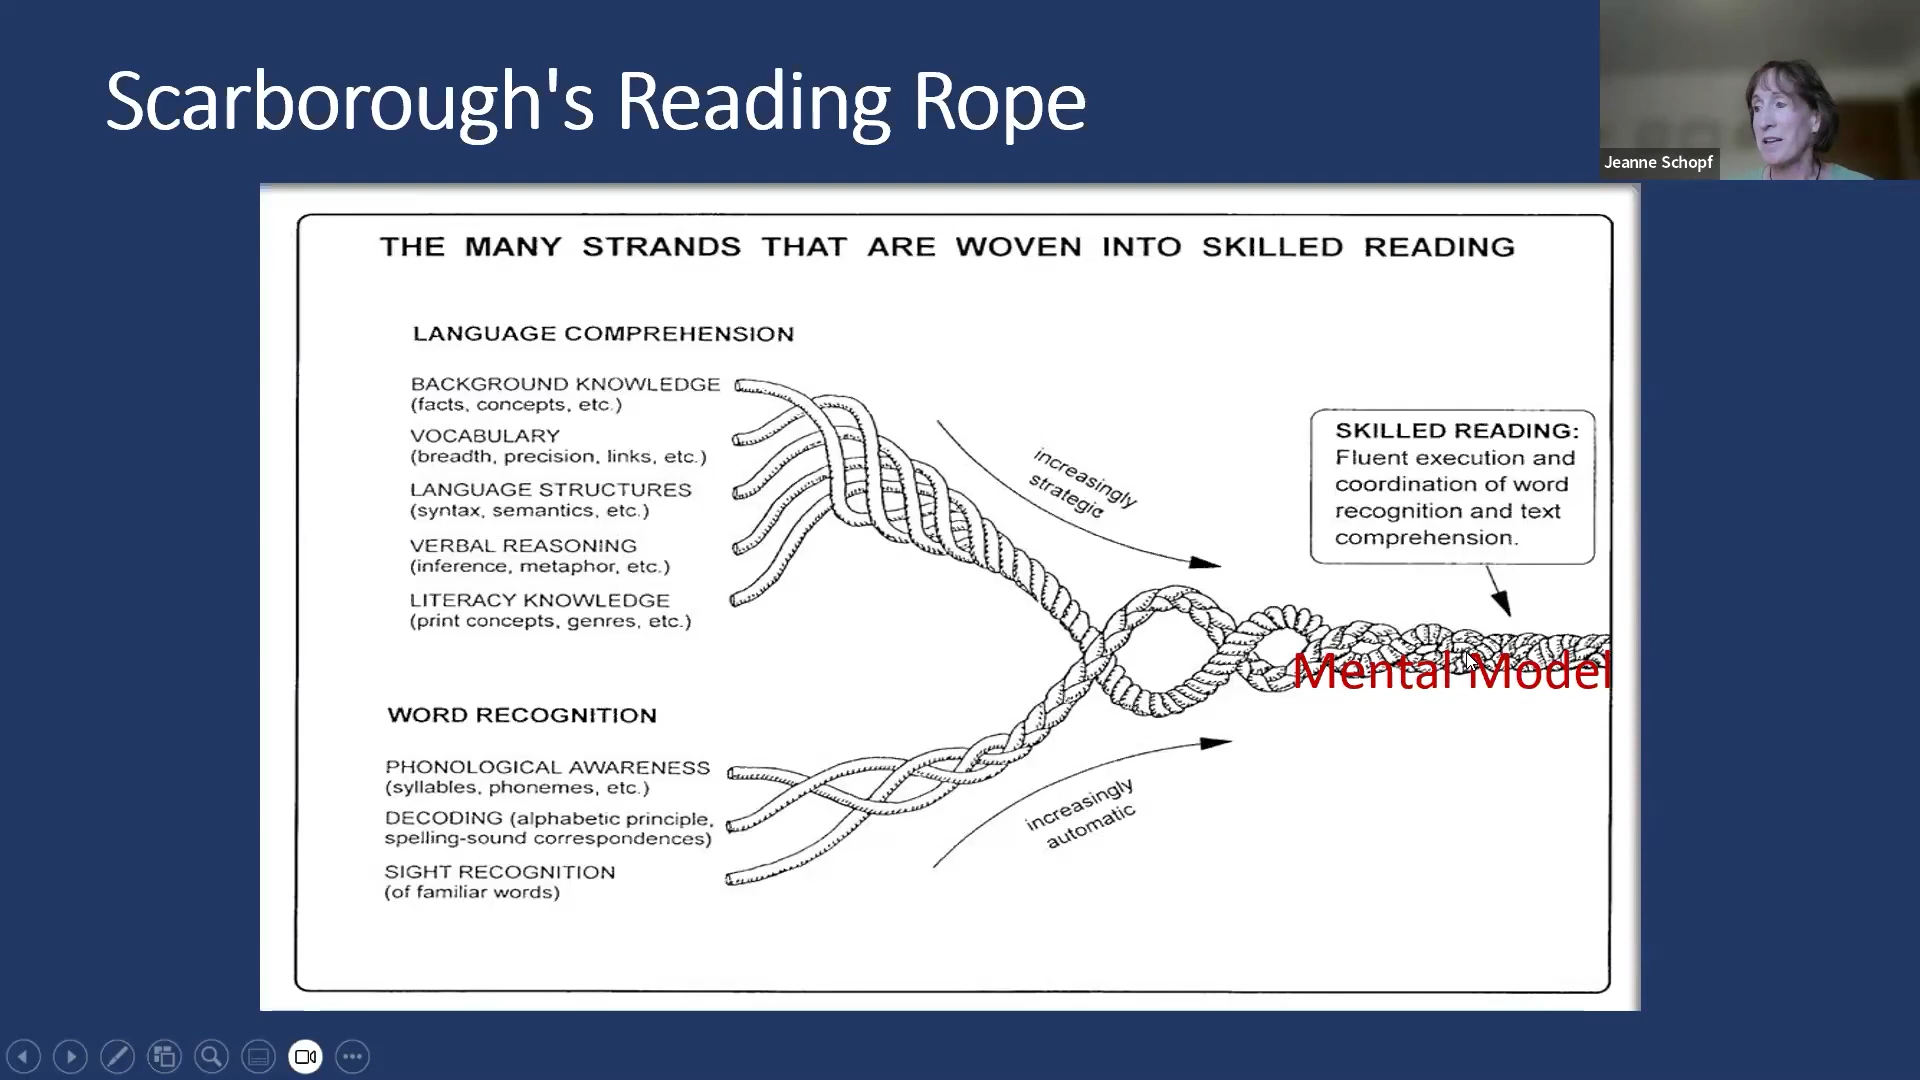 Scarborough's Reading Rope
Jeanne Schopf
THE MANY STRANDS THAT ARE WOVEN INTO SKILLED READING
LANGUAGE COMPREHENSION
BACKGROUND KNOWLEDGE
(facts, concepts, etc.)
VOCABULARY
(breadth, precision, links, etc.)
LANGUAGE STRUCTURES
(syntax, semantics, etc.)
VERBAL REASONING
(inference, metaphor, etc.)
LITERACY KNOWLEDGE
(print concepts, genres, etc.)
increasingly
strategic
SKILLED READING:
Fluent execution and
coordination of word
recognition and text
comprehension.
Mental Model
WORD RECOGNITION
PHONOLOGICAL AWARENESS
(syllables, phonemes, etc.)
DECODING (alphabetic principle,
spelling-sound correspondences)
SIGHT RECOGNITION
(of familiar words)
increasingly
automatic